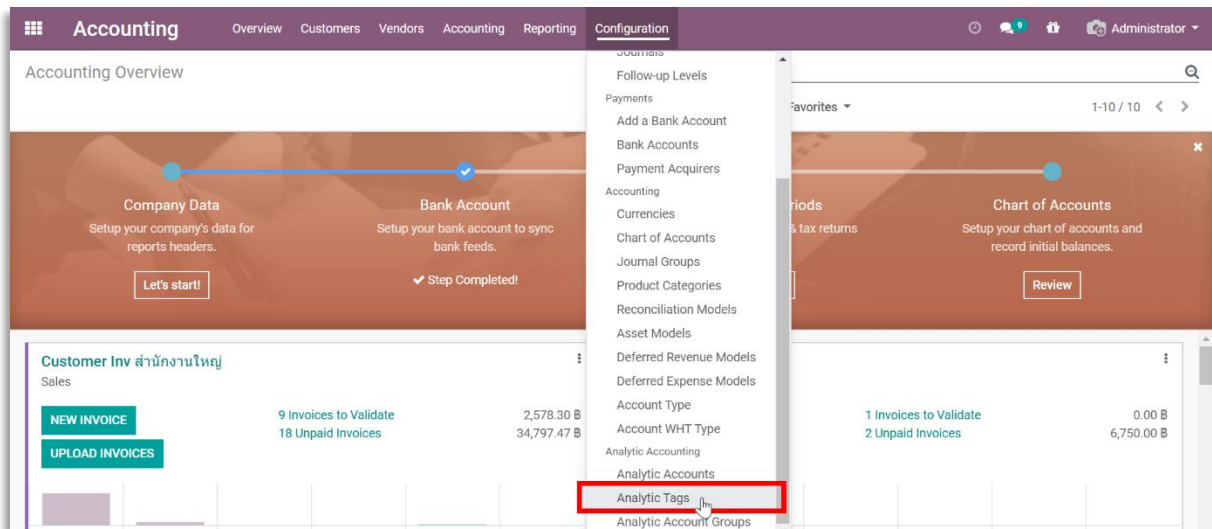 Accounting Overview Customers Vendors Accounting Reporting Configuration 9 Administrator
Accounting Overview
Journals
Follow-up Levels
Payments
Add a Bank Account
Bank Accounts
Payment Acquirers
Accounting
Currencies
Chart of Accounts
Journal Groups
Product Categories
Reconciliation Models
Asset Models
Deferred Revenue Models
Deferred Expense Models
Account Type
Account WHT Type
Analytic Accounting
Analytic Accounts
Analytic Tags
Analytic Account Groups
Favorites
1-10 / 10
Company Data
Setup your company's data for
reports headers.
Let's start!
Bank Account
Setup your bank account to sync
bank feeds.
Step Completed!
riods
& tax returns
Chart of Accounts
Setup your chart of accounts and
record initial balances.
Review
Customer Inv สำนักงานใหญ่
Sales
NEW INVOICE
UPLOAD INVOICES
9 Invoices to Validate 2,578.30 ฿
18 Unpaid Invoices 34,797.47 ฿
1 Invoices to Validate 0.00 ฿
2 Unpaid Invoices 6,750.00 ฿